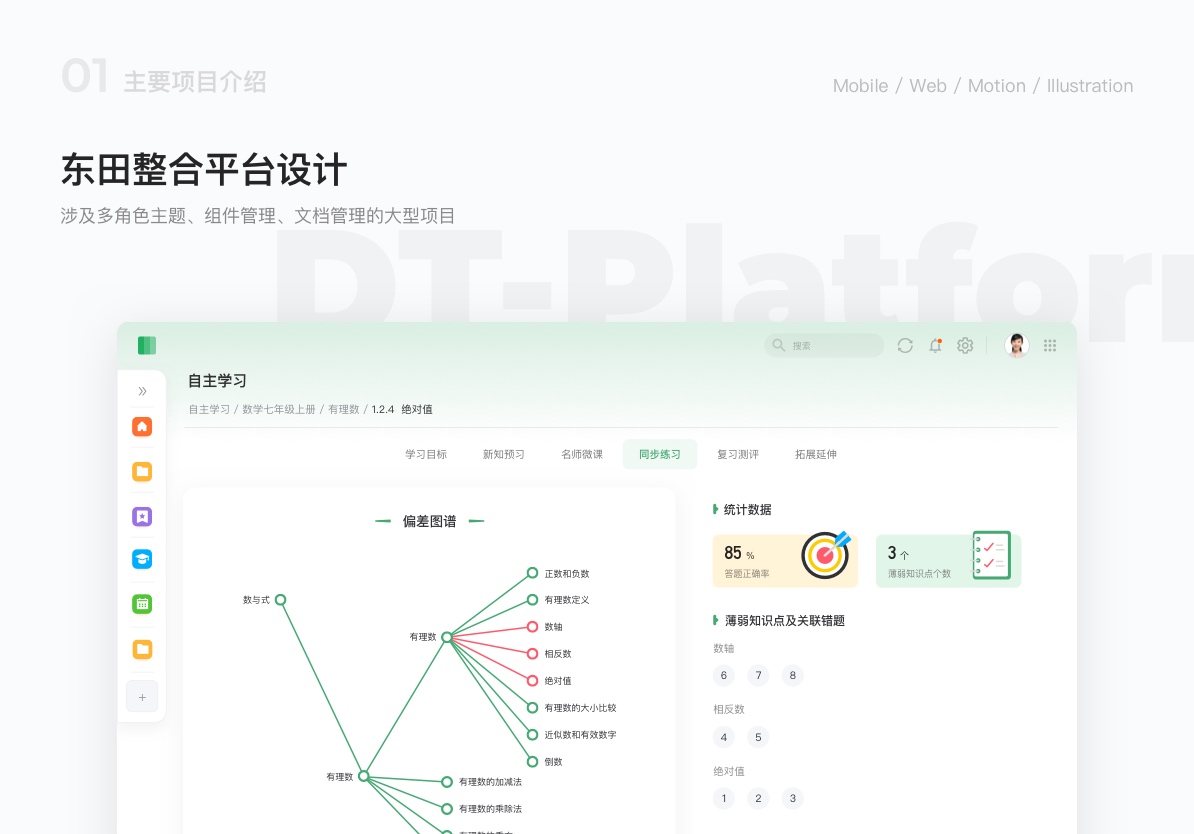 01 主要项目介绍
Mobile / Web / Motion / Illustration
东田整合平台设计
涉及多角色主题、组件管理、文档管理的大型项目
DT-Platfor
搜索
自主学习
自主学习 / 数学七年级上册 / 有理数 / 1.2.4 绝对值
学习目标 新知预习 名师微课 同步练习 复习测评 拓展延伸
偏差图谱
数与式
有理数
正数和负数
有理数定义
数轴
相反数
绝对值
有理数的大小比较
近似数和有效数字
倒数
有理数
有理数的加减法
有理数的乘除法
统计数据
85 %
答题正确率
3 个
薄弱知识点个数
薄弱知识点及关联错题
数轴
6 7 8
相反数
4 5
绝对值
1 2 3